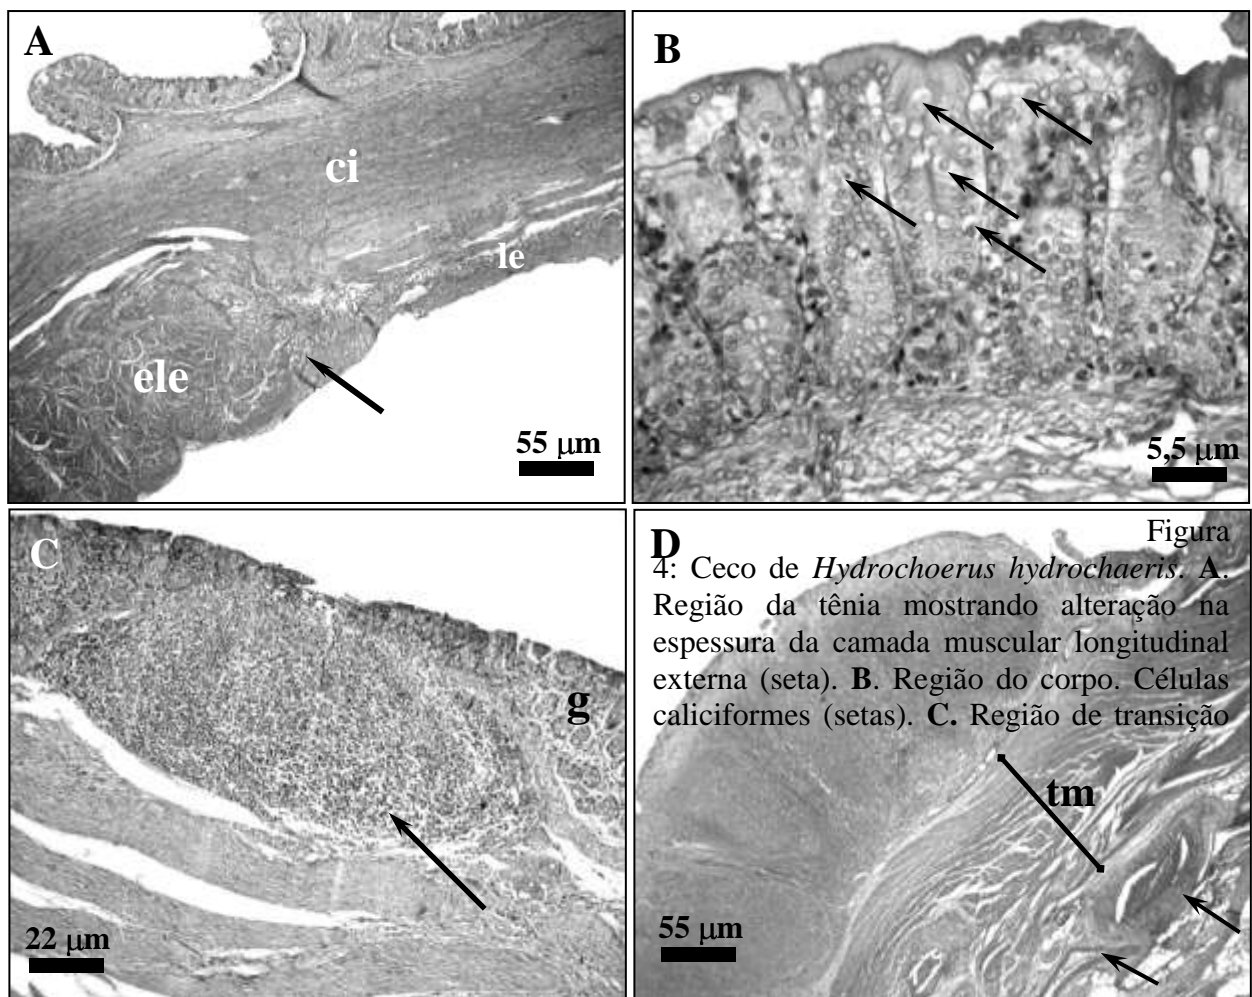 A
ci
le
ele
55 μm
B
5,5 μm
C
g
22 μm
D
Figura
4: Ceco de Hydrochoerus hydrochaeris. A.
Região da tênia mostrando alteração na
espessura da camada muscular longitudinal
externa (seta). B. Região do corpo. Células
caliciformes (setas). C. Região de transição
tm
55 μm